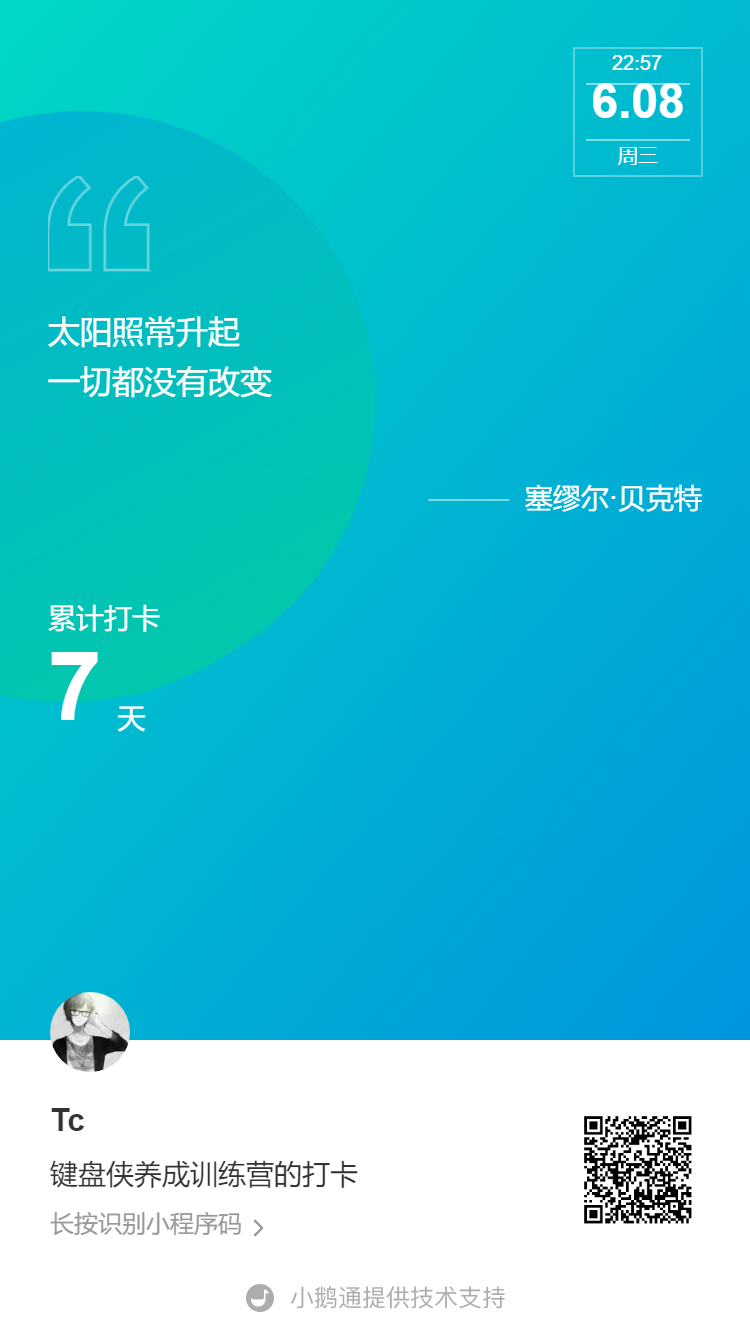 22:57
6.08
周三
太阳照常升起
一切都没有改变
塞缪尔·贝克特
累计打卡
7 天
Tc
键盘侠养成训练营的打卡
长按识别小程序码
小鹅通提供技术支持